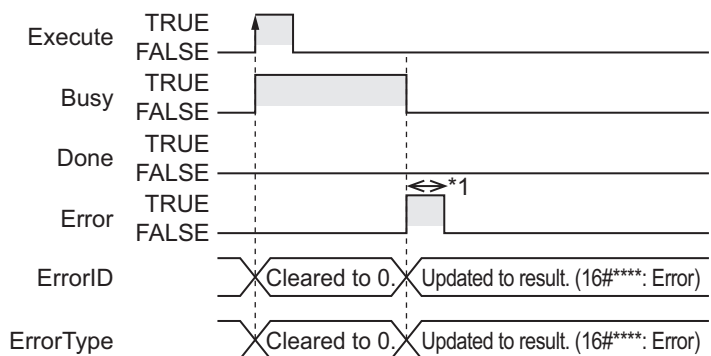 Execute TRUE
FALSE
Busy TRUE
FALSE
Done TRUE
FALSE
*1
Error TRUE
FALSE
ErrorID Cleared to 0. Updated to result. (16#****: Error)
ErrorType Cleared to 0. Updated to result. (16#****: Error)